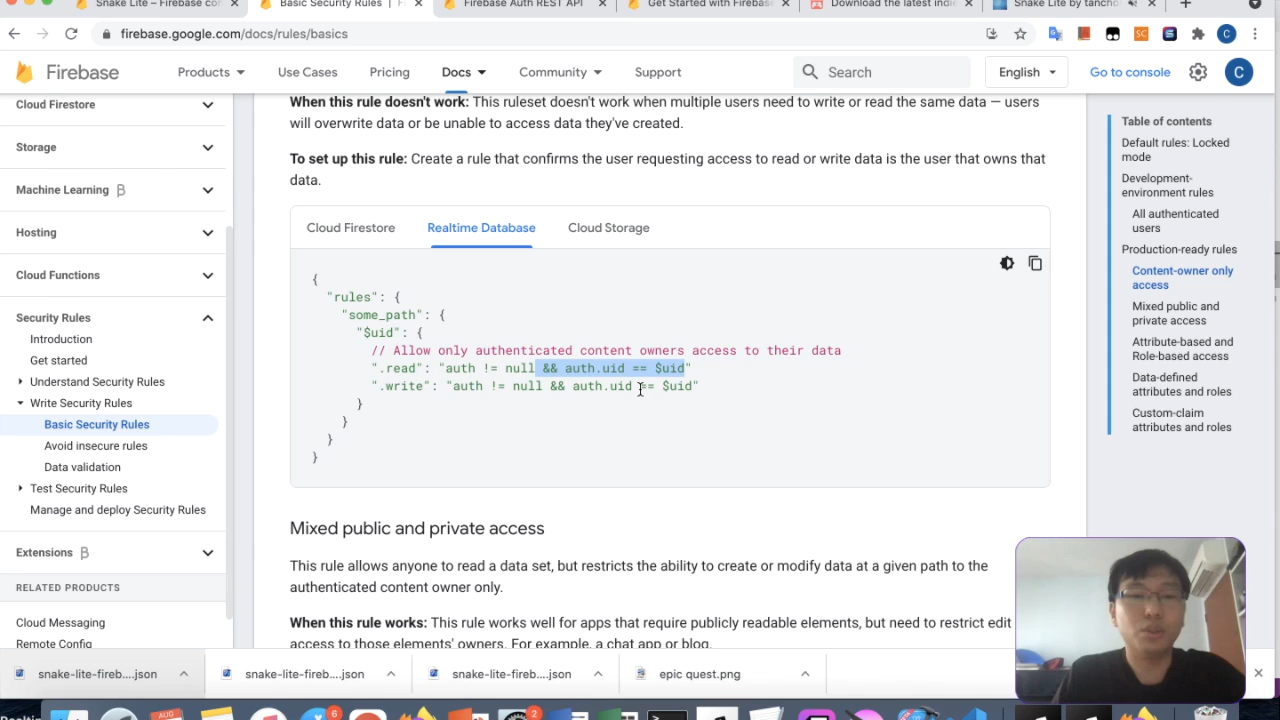 Snake Lite – Firebase con
Basic Security Rules | F
Firebase Auth REST API
Get Started with Firebase
Download the latest indie
Snake Lite by tancho
firebase.google.com/docs/rules/basics
SC
C
Firebase
Products
Use Cases
Pricing
Docs
Community
Support
Search
English
Go to console
C
Cloud Firestore
Storage
Machine Learning β
Hosting
Cloud Functions
Security Rules
Introduction
Get started
Understand Security Rules
Write Security Rules
Basic Security Rules
Avoid insecure rules
Data validation
Test Security Rules
Manage and deploy Security Rules
Extensions β
RELATED PRODUCTS
Cloud Messaging
Remote Config
When this rule doesn't work: This ruleset doesn't work when multiple users need to write or read the same data — users
will overwrite data or be unable to access data they've created.
To set up this rule: Create a rule that confirms the user requesting access to read or write data is the user that owns that
data.
Cloud Firestore
Realtime Database
Cloud Storage
{
"rules": {
"some_path": {
"$uid": {
// Allow only authenticated content owners access to their data
".read": "auth != null && auth.uid == $uid"
".write": "auth != null && auth.uid == $uid"
}
}
}
}
Mixed public and private access
This rule allows anyone to read a data set, but restricts the ability to create or modify data at a given path to the
authenticated content owner only.
When this rule works: This rule works well for apps that require publicly readable elements, but need to restrict edit
access to those elements' owners. For example, a chat app or blog.
Table of contents
Default rules: Locked
mode
Development-
environment rules
All authenticated
users
Production-ready rules
Content-owner only
access
Mixed public and
private access
Attribute-based and
Role-based access
Data-defined
attributes and roles
Custom-claim
attributes and roles
snake-lite-fireb....json
snake-lite-fireb....json
snake-lite-fireb....json
epic quest.png
AUG
6
2